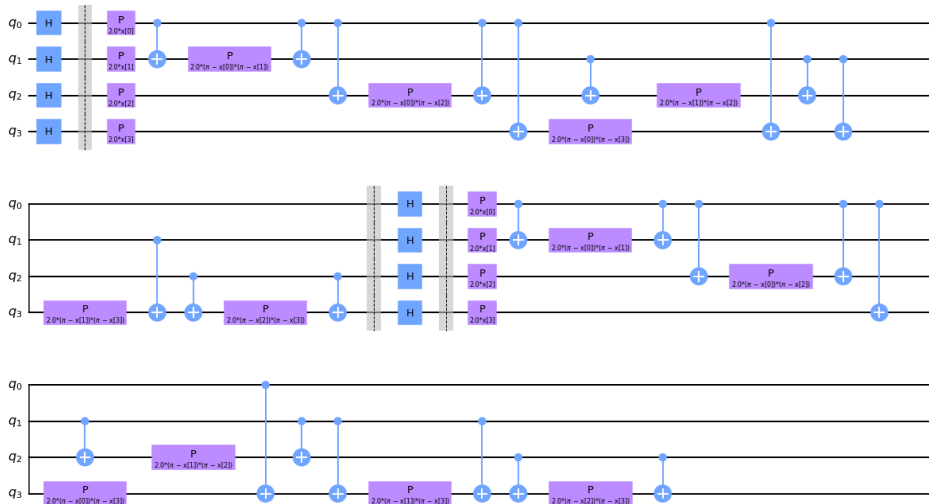 q0 H P 2.0*x[0]
q1 H P 2.0*x[1] P 2.0*(π − x[0])*(π − x[1])
q2 H P 2.0*x[2] P 2.0*(π − x[0])*(π − x[2]) P 2.0*(π − x[1])*(π − x[2])
q3 H P 2.0*x[3] P 2.0*(π − x[0])*(π − x[3])
q0 H P 2.0*x[0]
q1 H P 2.0*x[1] P 2.0*(π − x[0])*(π − x[1])
q2 H P 2.0*x[2] P 2.0*(π − x[0])*(π − x[2])
q3 P 2.0*(π − x[1])*(π − x[3]) P 2.0*(π − x[2])*(π − x[3]) H P 2.0*x[3]
q0
q1
q2 P 2.0*(π − x[1])*(π − x[2])
q3 P 2.0*(π − x[0])*(π − x[3]) P 2.0*(π − x[1])*(π − x[3]) P 2.0*(π − x[2])*(π − x[3])